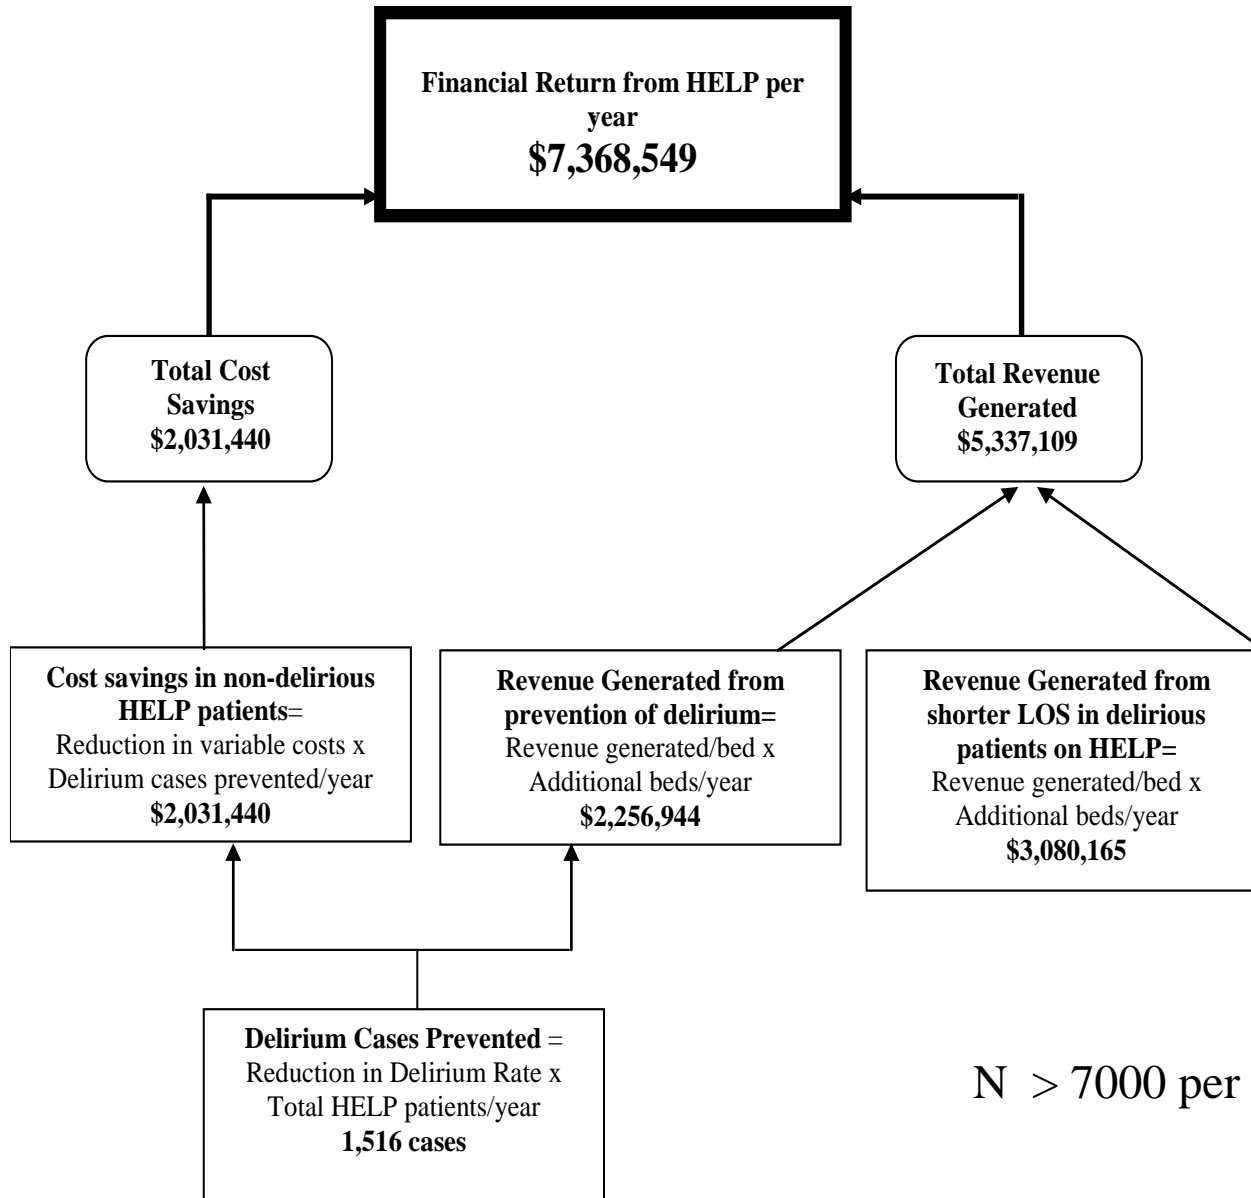 Financial Return from HELP per
year
$7,368,549
Total Cost
Savings
$2,031,440
Total Revenue
Generated
$5,337,109
Cost savings in non-delirious
HELP patients=
Reduction in variable costs x
Delirium cases prevented/year
$2,031,440
Revenue Generated from
prevention of delirium=
Revenue generated/bed x
Additional beds/year
$2,256,944
Revenue Generated from
shorter LOS in delirious
patients on HELP=
Revenue generated/bed x
Additional beds/year
$3,080,165
Delirium Cases Prevented =
Reduction in Delirium Rate x
Total HELP patients/year
1,516 cases
N > 7000 per